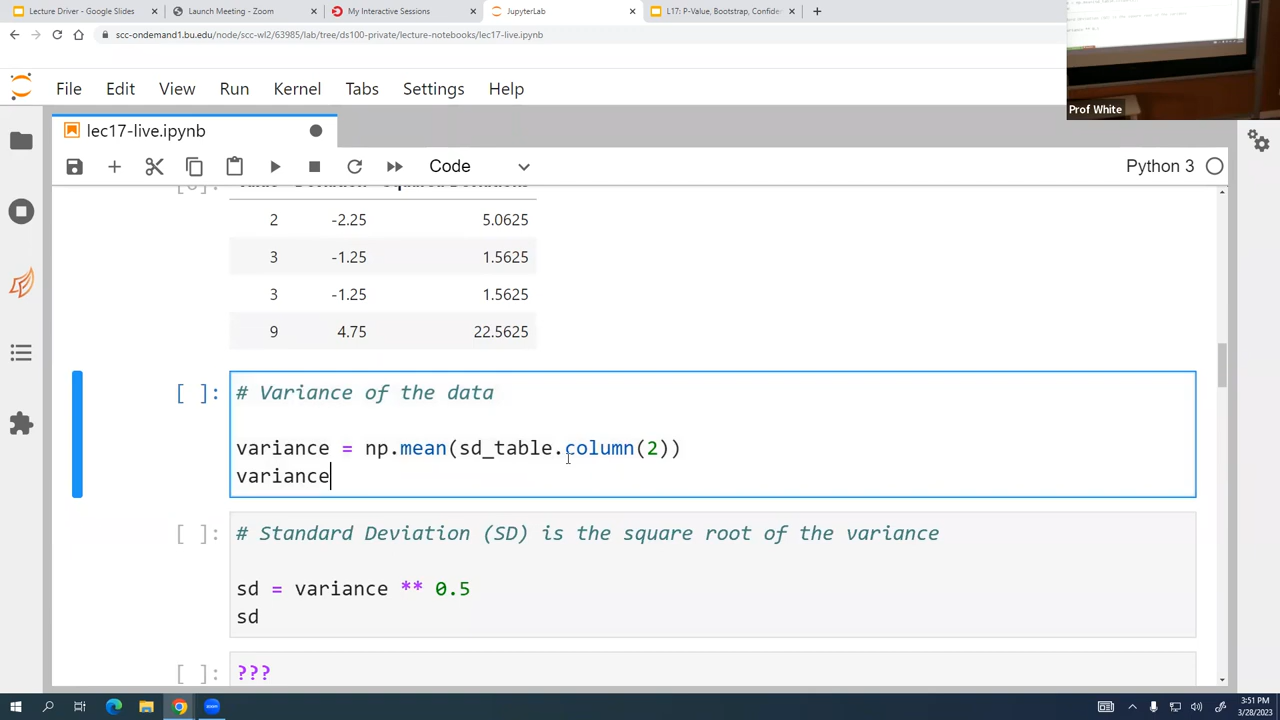 Lecture Driver - Google Slides
Launch Meeting - Zoom
My Interactive Sessions
JupyterLab
L17: P-Value, Bootstrap, Confide
scc-ondemand1.bu.edu/node/scc-wl2/63985/lab/tree/ds100-pr
ecture-notebooks/lec17-live.ipynb
Prof White
File Edit View Run Kernel Tabs Settings Help
lec17-live.ipynb
Code
Python 3
2 -2.25 5.0625
3 -1.25 1.5625
3 -1.25 1.5625
9 4.75 22.5625
[ ]: # Variance of the data
variance = np.mean(sd_table.column(2))
variance
[ ]: # Standard Deviation (SD) is the square root of the variance
sd = variance ** 0.5
sd
[ ]: ???
3:51 PM
3/28/2023